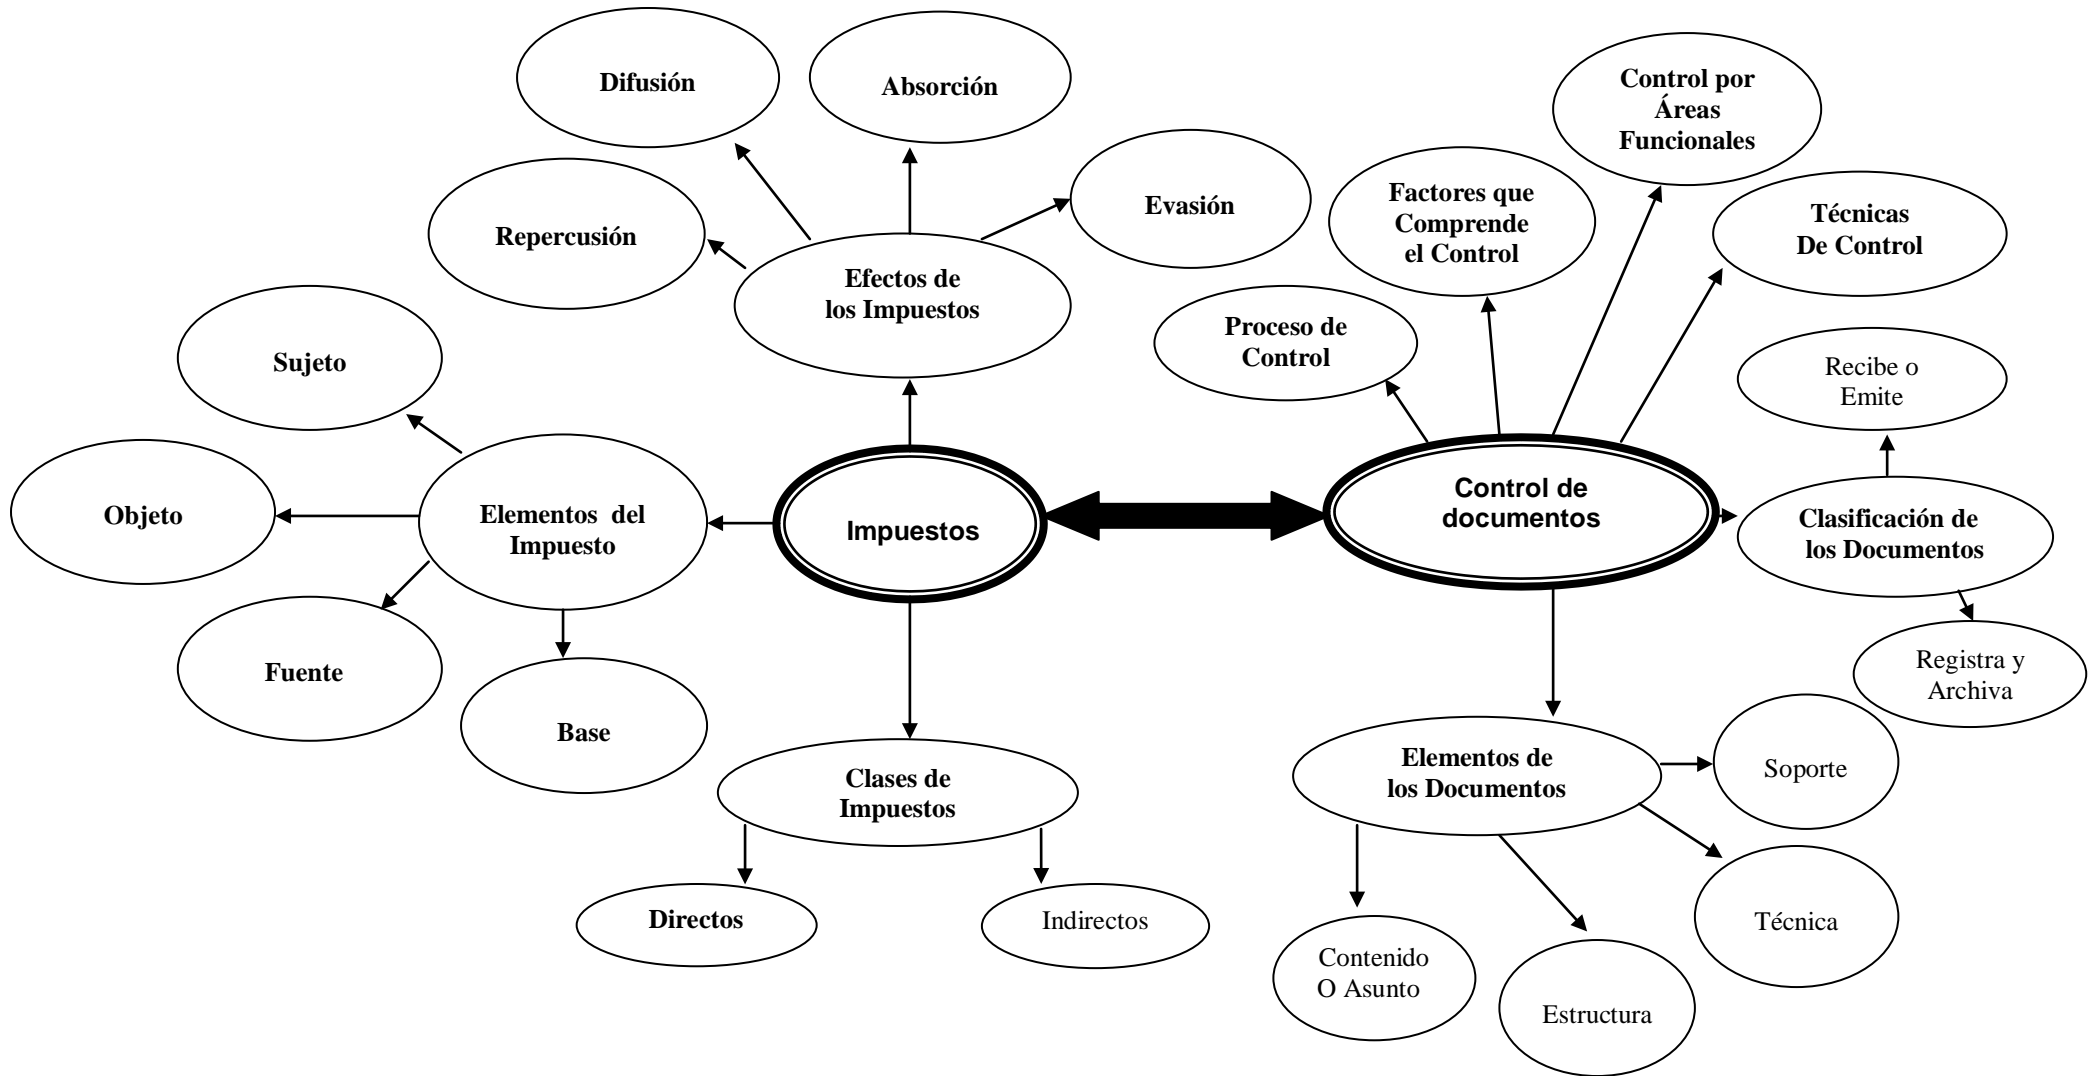 Difusión
Absorción
Evasión
Repercusión
Efectos de
los Impuestos
Sujeto
Objeto
Elementos  del
Impuesto
Fuente
Base
Impuestos
Clases de
Impuestos
Directos
Indirectos
Control por
Áreas
Funcionales
Factores que
Comprende
el Control
Técnicas
De Control
Proceso de
Control
Recibe o
Emite
Control de
documentos
Clasificación de
los Documentos
Registra y
Archiva
Elementos de
los Documentos
Soporte
Técnica
Contenido
O Asunto
Estructura